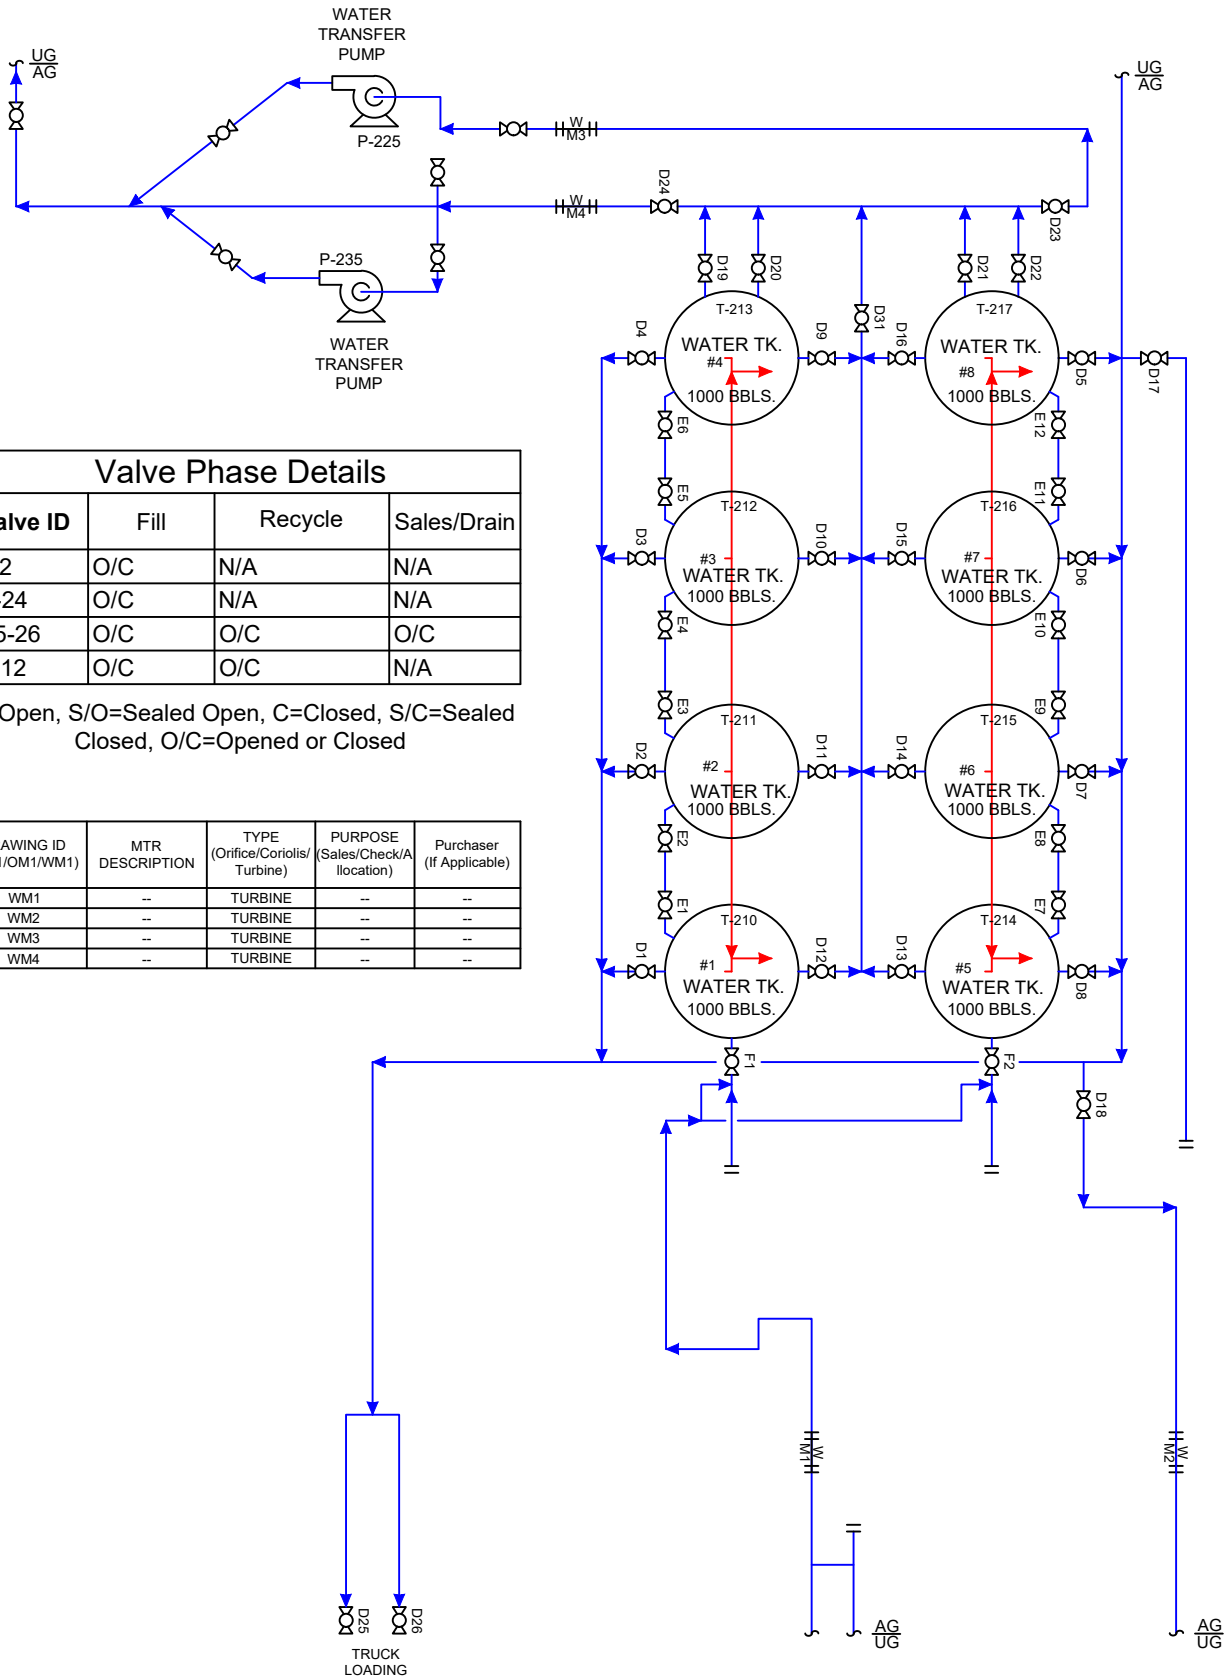 WATER
TRANSFER
PUMP
UG
AG
UG
AG
P-225
W
M3
D24
W
M4
D23
P-235
D19
D20
D21
D22
WATER
TRANSFER
PUMP
D4
T-213
WATER TK.
#4
1000 BBLS.
D9
D31
D16
T-217
WATER TK.
#8
1000 BBLS.
D5
D17
E6
E12
Valve Phase Details
alve ID Fill Recycle Sales/Drain
2 O/C N/A N/A
-24 O/C N/A N/A
5-26 O/C O/C O/C
12 O/C O/C N/A
Open, S/O=Sealed Open, C=Closed, S/C=Sealed
Closed, O/C=Opened or Closed
E5
E11
D3
T-212
#3
WATER TK.
1000 BBLS.
D10
D15
T-216
#7
WATER TK.
1000 BBLS.
D6
E4
E10
E3
E9
D2
T-211
#2
WATER TK.
1000 BBLS.
D11
D14
T-215
#6
WATER TK.
1000 BBLS.
D7
E2
E8
AWING ID
1/OM1/WM1)
MTR
DESCRIPTION
TYPE
(Orifice/Coriolis/
Turbine)
PURPOSE
(Sales/Check/A
llocation)
Purchaser
(If Applicable)
WM1 -- TURBINE -- --
WM2 -- TURBINE -- --
WM3 -- TURBINE -- --
WM4 -- TURBINE -- --
E1
E7
D1
T-210
#1
WATER TK.
1000 BBLS.
D12
D13
T-214
#5
WATER TK.
1000 BBLS.
D8
F1
F2
D18
W
M1
W
M2
D25
D26
TRUCK
LOADING
AG
UG
AG
UG